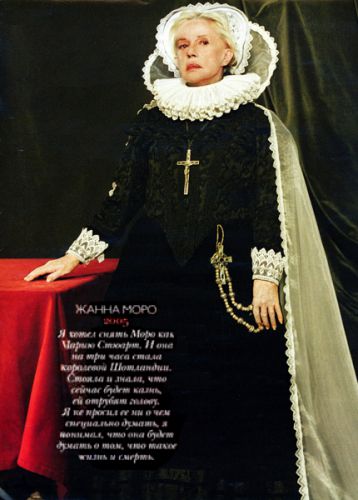 ЖАННА МОРО
2005
Я хотел снять Моро как
Марию Стюарт. И она
на три часа стала
королевой Шотландии.
Стояла и знала, что
сейчас будет казнь,
ей отрубят голову.
Я не просил ее ни о чем
специально думать, я
понимал, что она будет
думать о том, что такое
жизнь и смерть.